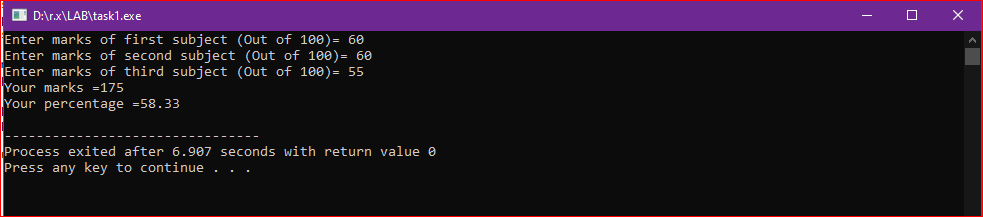 D:\r.x\LAB\task1.exe
Enter marks of first subject (Out of 100)= 60
Enter marks of second subject (Out of 100)= 60
Enter marks of third subject (Out of 100)= 55
Your marks =175
Your percentage =58.33
--------------------------------
Process exited after 6.907 seconds with return value 0
Press any key to continue . . .